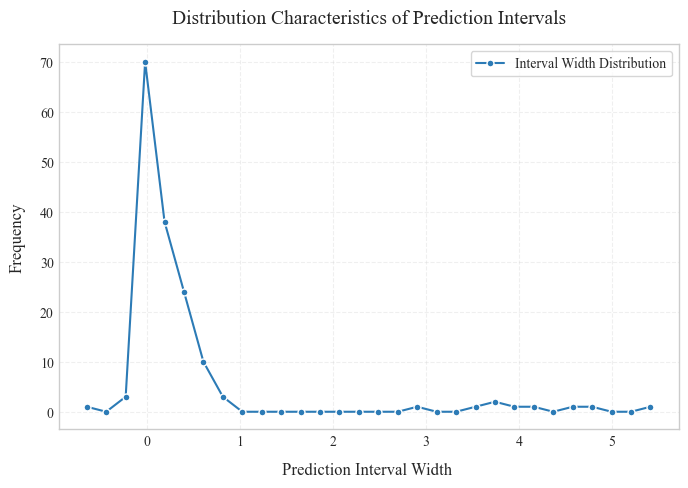 Distribution Characteristics of Prediction Intervals
Interval Width Distribution
70
60
50
40
30
20
10
0
Frequency
0 1 2 3 4 5
Prediction Interval Width